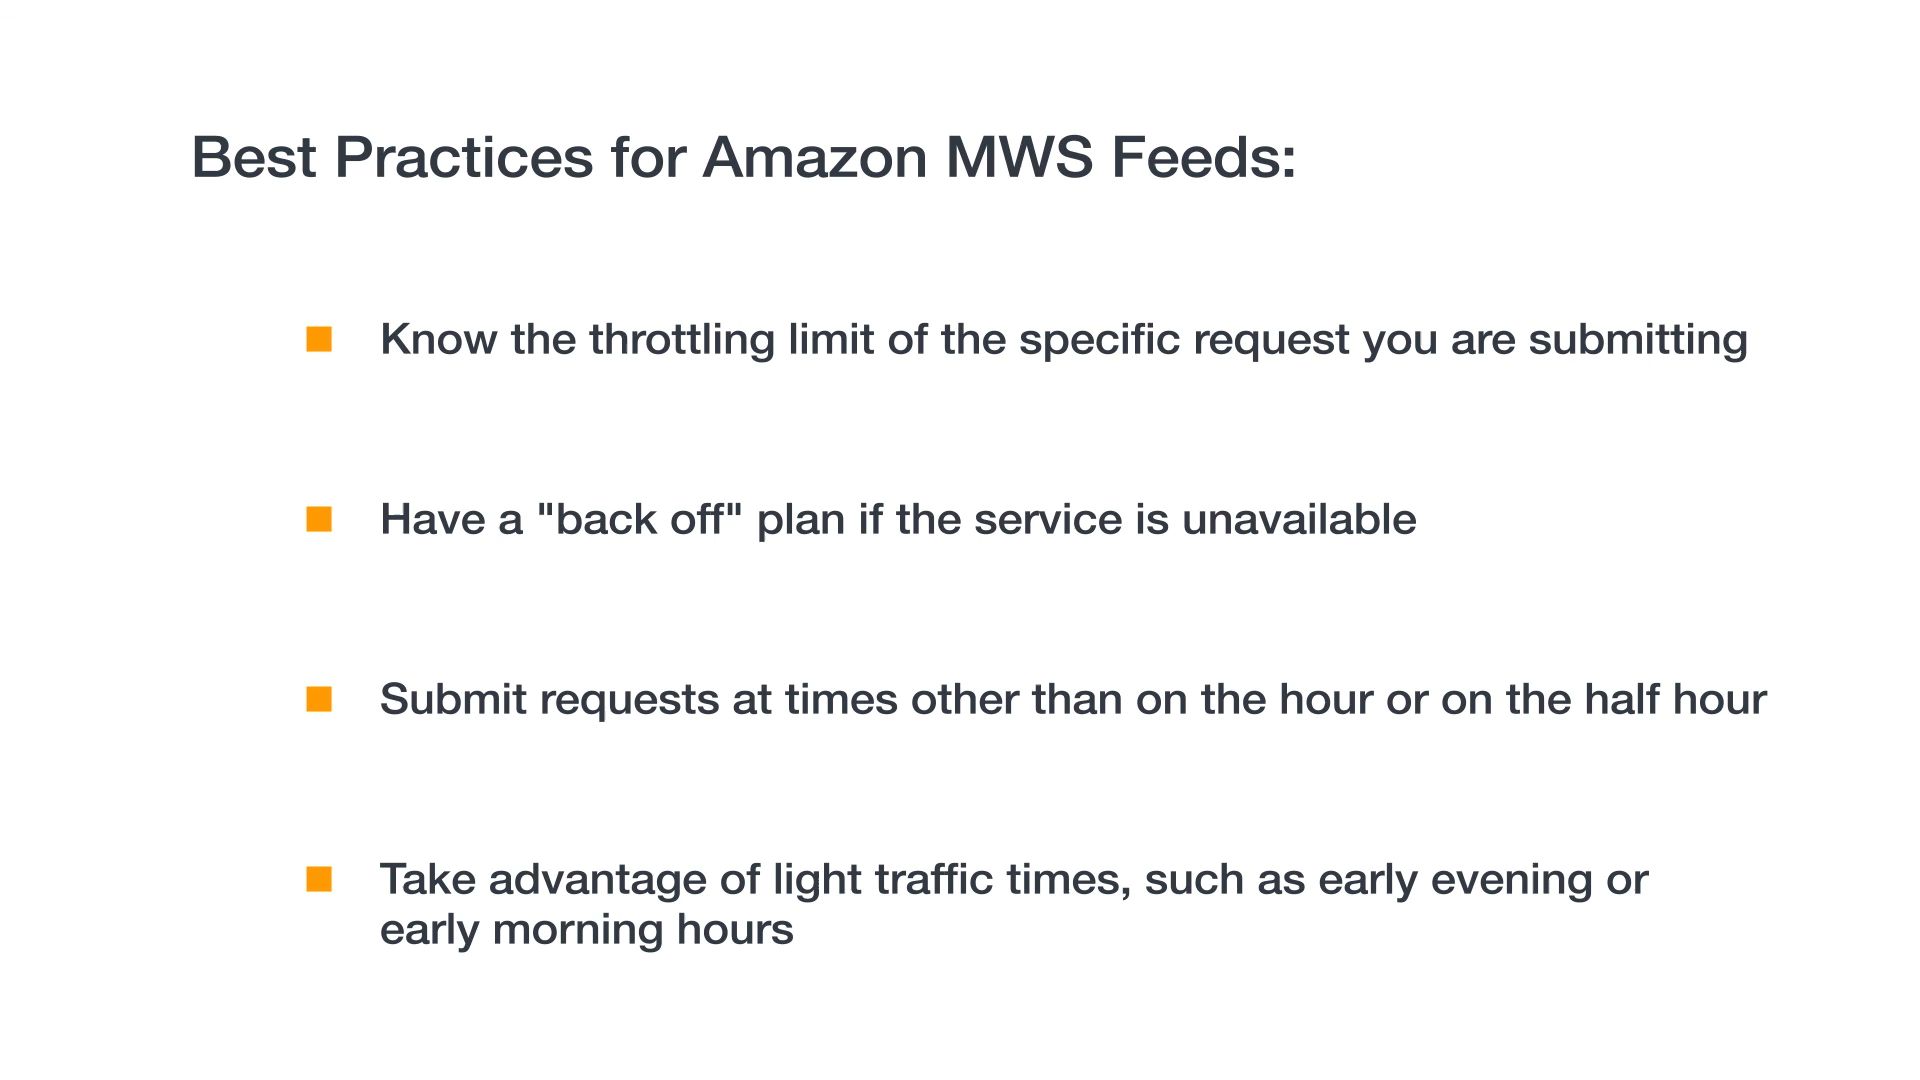 Best Practices for Amazon MWS Feeds:
Know the throttling limit of the specific request you are submitting
Have a "back off" plan if the service is unavailable
Submit requests at times other than on the hour or on the half hour
Take advantage of light traffic times, such as early evening or
early morning hours